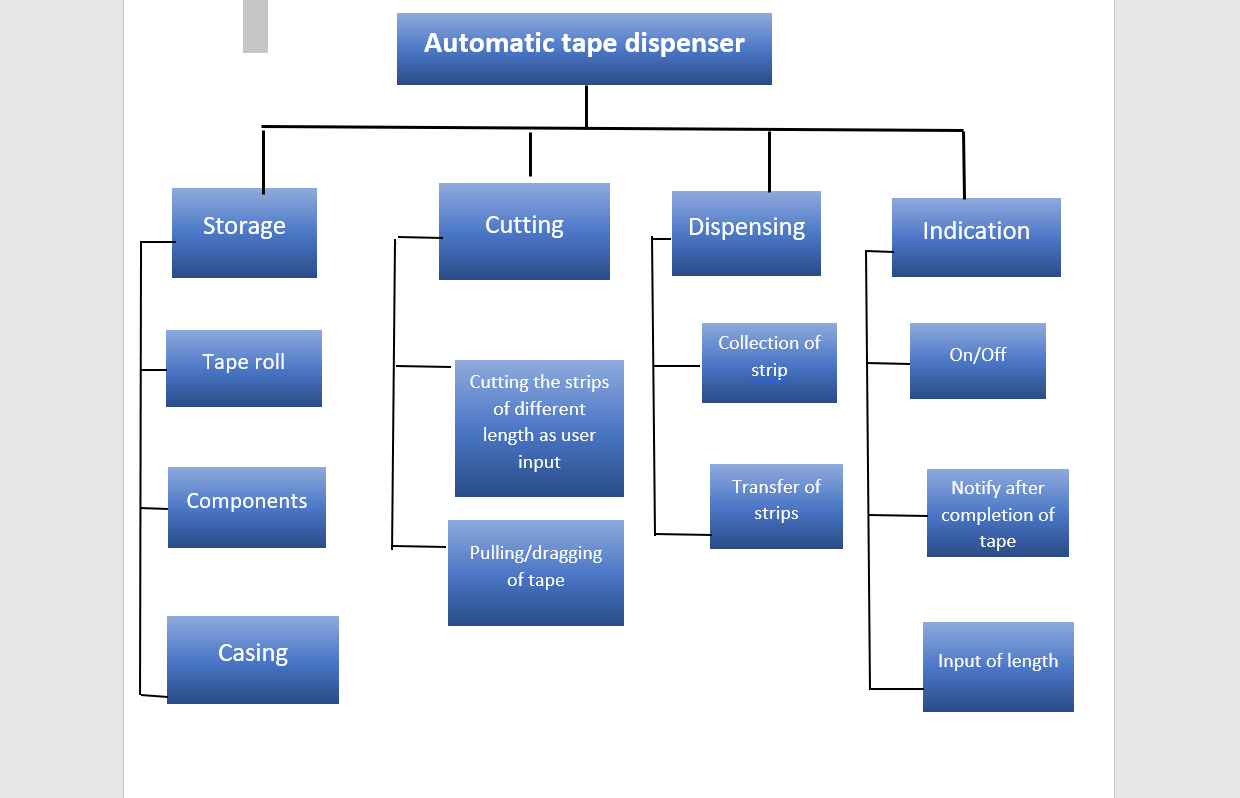 Automatic tape dispenser
Storage
Tape roll
Components
Casing
Cutting
Cutting the strips
of different
length as user
input
Pulling/dragging
of tape
Dispensing
Collection of
strip
Transfer of
strips
Indication
On/Off
Notify after
completion of
tape
Input of length